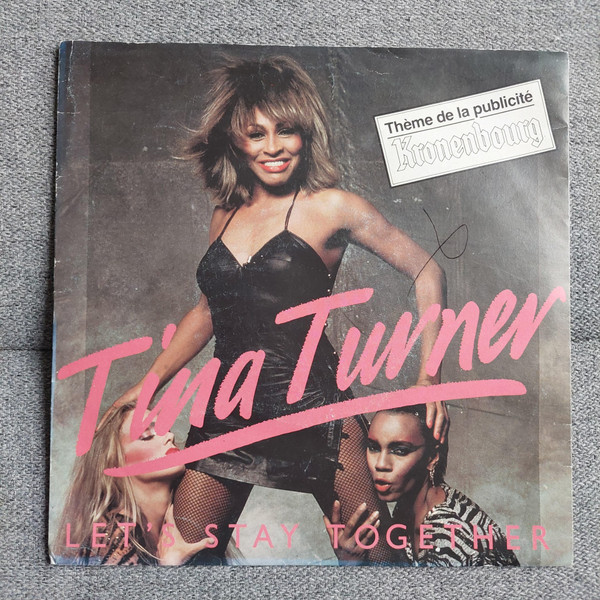 Thème de la publicité
Kronenbourg
Tina Turner
LET'S STAY TOGETHER